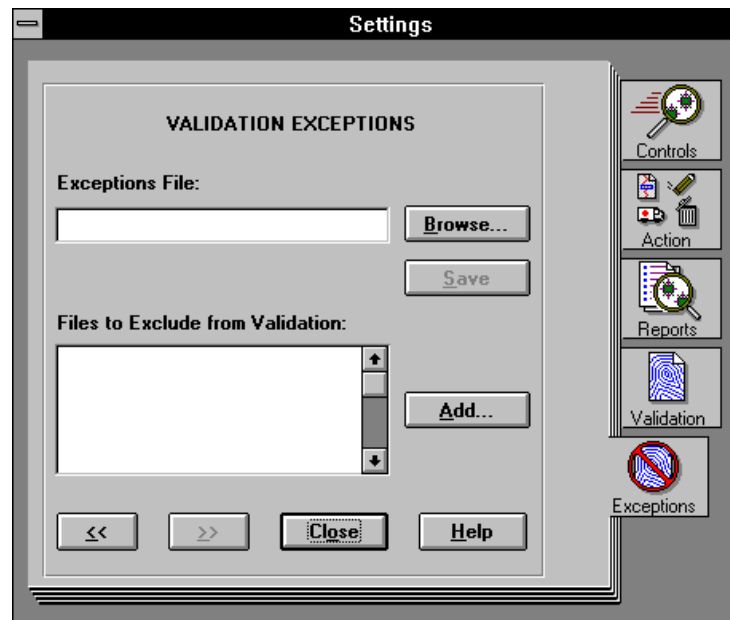 Settings
VALIDATION EXCEPTIONS
Exceptions File:
Browse...
Save
Files to Exclude from Validation:
Add...
<<
>>
Close
Help
Controls
Action
Reports
Validation
Exceptions